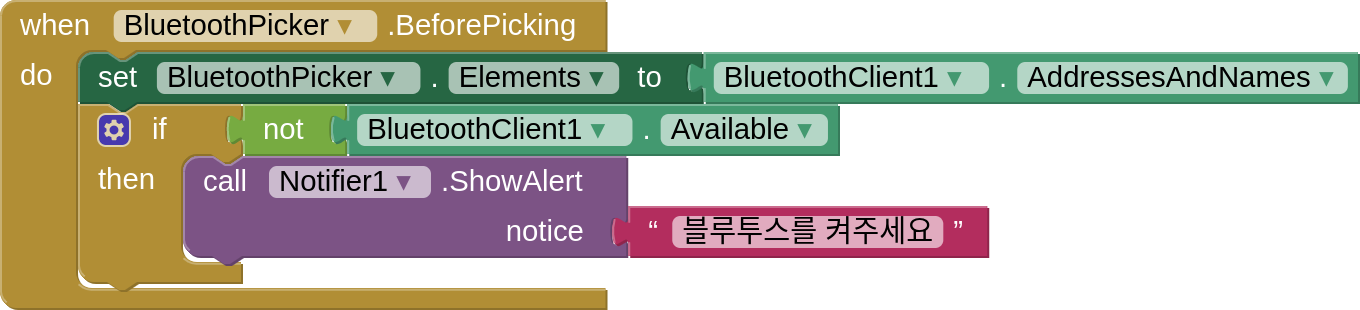 when BluetoothPicker .BeforePicking
do set BluetoothPicker . Elements to BluetoothClient1 . AddressesAndNames
if not BluetoothClient1 . Available
then call Notifier1 .ShowAlert
notice “ 블루투스를 켜주세요 ”